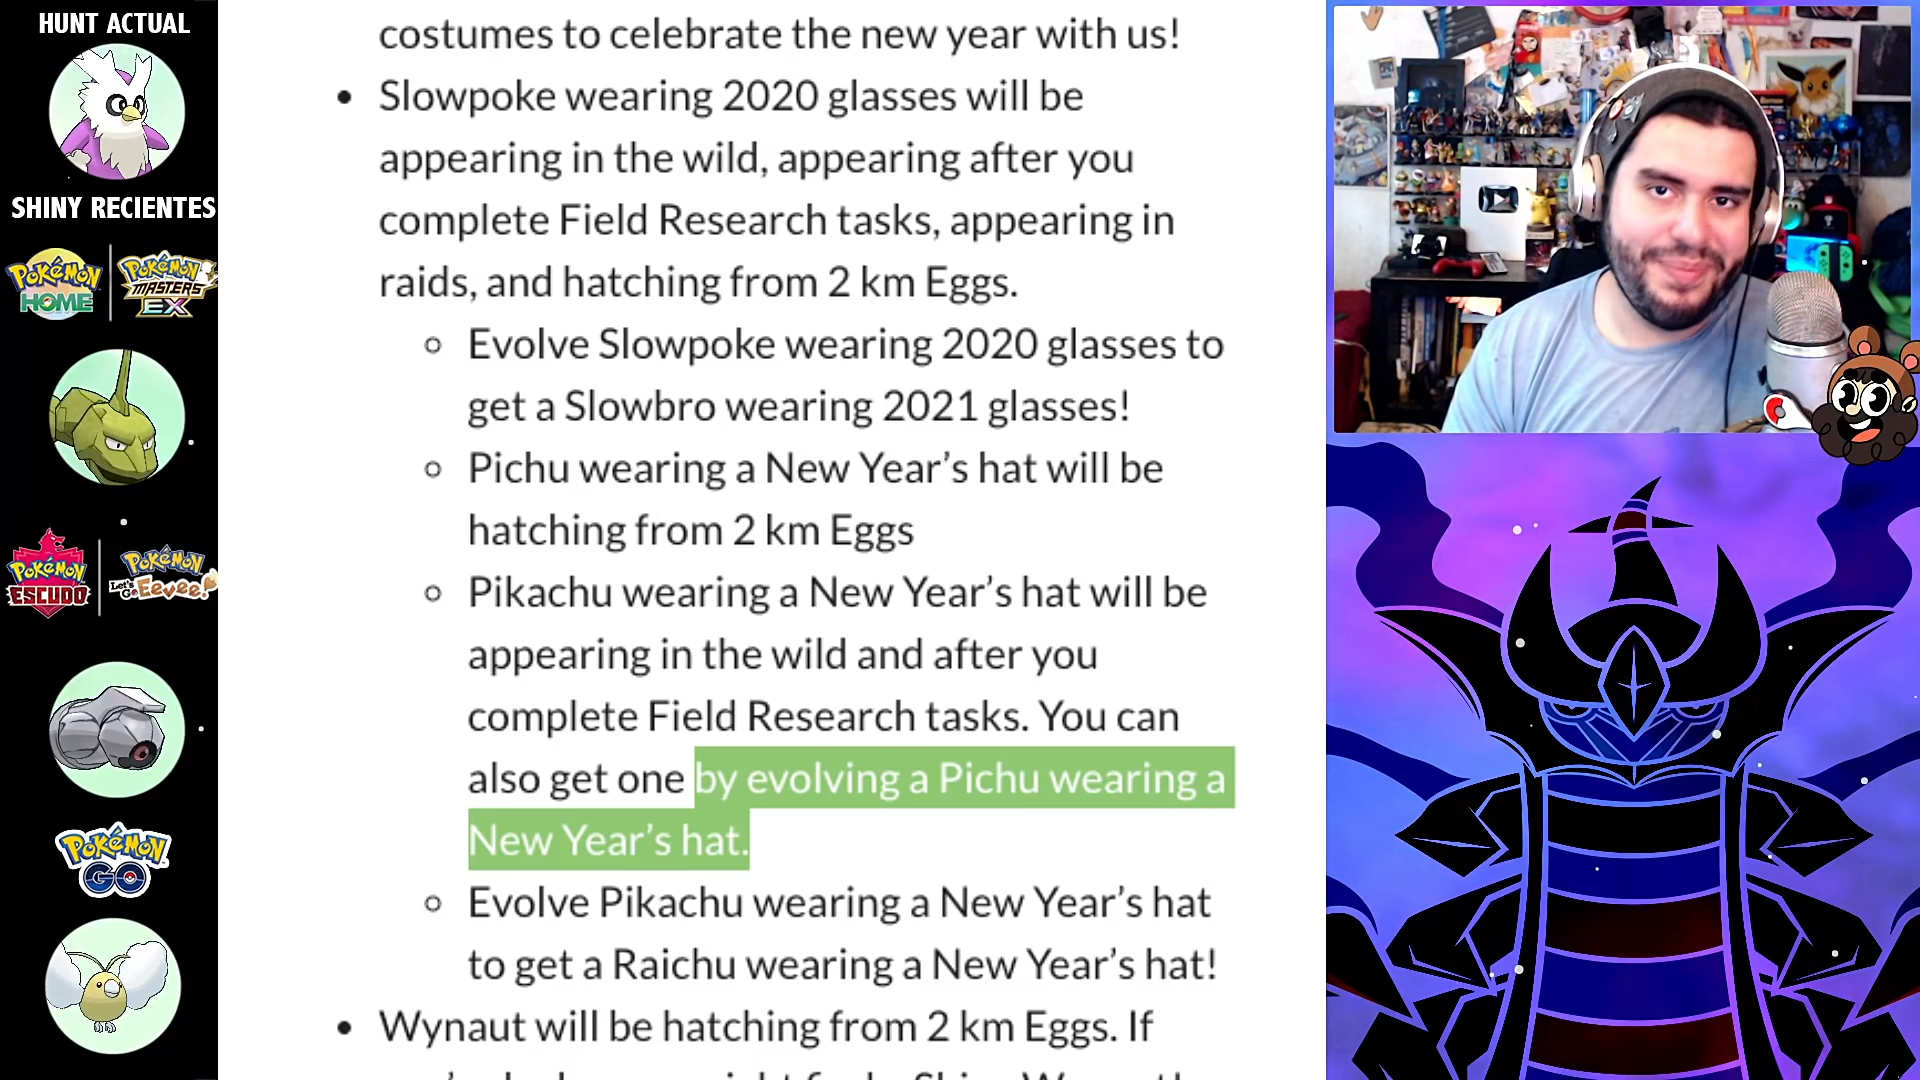 HUNT ACTUAL
SHINY RECIENTES
POKÉMON
HOME
POKÉMON
MASTERS
EX
POKÉMON
ESCUDO
POKÉMON
Let's Go, Eevee!
POKÉMON
GO
costumes to celebrate the new year with us!
• Slowpoke wearing 2020 glasses will be
appearing in the wild, appearing after you
complete Field Research tasks, appearing in
raids, and hatching from 2 km Eggs.
◦ Evolve Slowpoke wearing 2020 glasses to
get a Slowbro wearing 2021 glasses!
◦ Pichu wearing a New Year’s hat will be
hatching from 2 km Eggs
◦ Pikachu wearing a New Year’s hat will be
appearing in the wild and after you
complete Field Research tasks. You can
also get one by evolving a Pichu wearing a
New Year’s hat.
◦ Evolve Pikachu wearing a New Year’s hat
to get a Raichu wearing a New Year’s hat!
• Wynaut will be hatching from 2 km Eggs. If